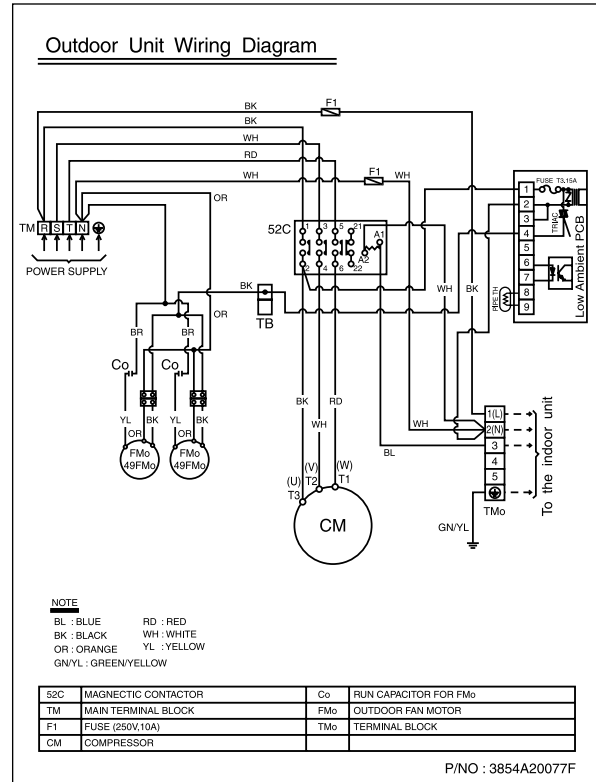 Outdoor Unit Wiring Diagram
BK
F1
BK
WH
RD
WH
F1
WH
OR
TM R S T N
POWER SUPPLY
52C
1 3 5 21
A1
A2
2 4 6 22
FUSE T3.15A
1
2
3
4
5
6
7
8
9
TRIAC
PIPE TH
Low Ambient PCB
BK
TB
OR
BR
BR
WH
BK
Co
Co
YL
BK
YL
BK
OR
OR
FMo
49FMo
FMo
49FMo
BK
WH
RD
WH
BL
1(L)
2(N)
3
4
5
TMo
To the indoor unit
(U)
T3
(V)
T2
(W)
T1
CM
GN/YL
NOTE
BL : BLUE RD : RED
BK : BLACK WH : WHITE
OR : ORANGE YL : YELLOW
GN/YL : GREEN/YELLOW
52C MAGNECTIC CONTACTOR Co RUN CAPACITOR FOR FMo
TM MAIN TERMINAL BLOCK FMo OUTDOOR FAN MOTOR
F1 FUSE (250V,10A) TMo TERMINAL BLOCK
CM COMPRESSOR
P/NO : 3854A20077F